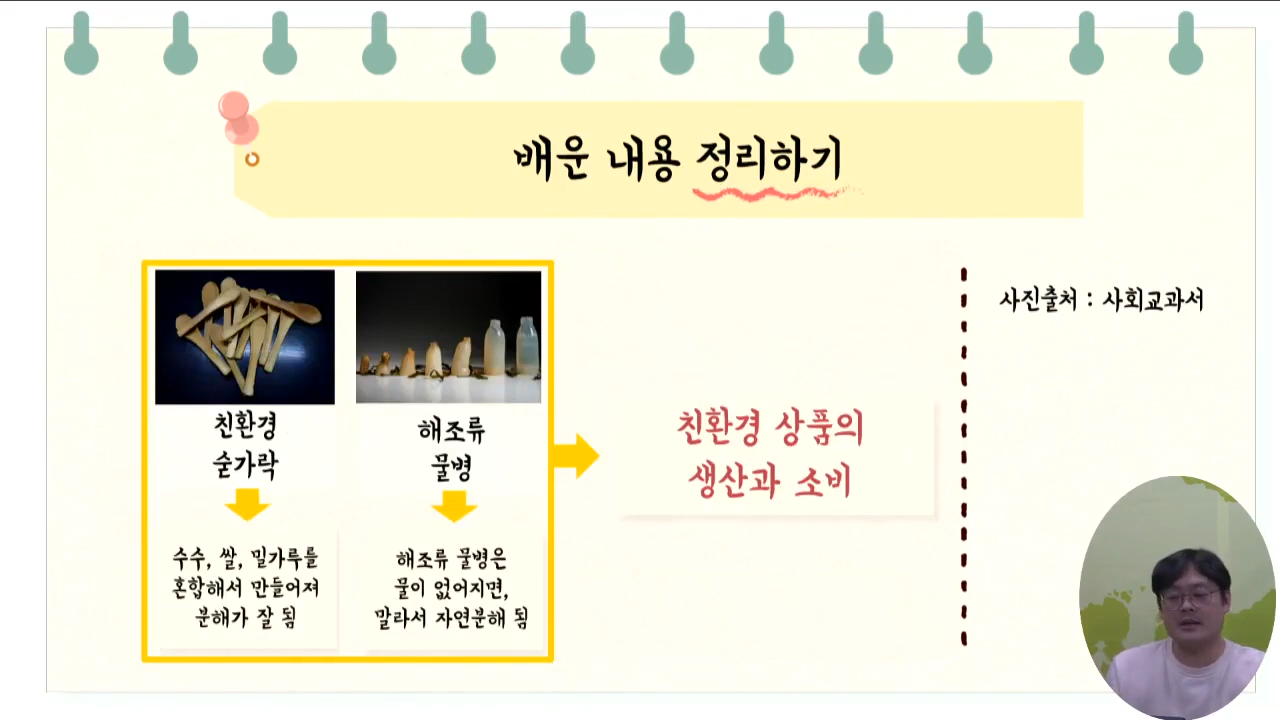 배운 내용 정리하기
친환경
숟가락
수수, 쌀, 밀가루를
혼합해서 만들어져
분해가 잘 됨
해조류
물병
해조류 물병은
물이 없어지면,
말라서 자연분해 됨
친환경 상품의
생산과 소비
사진출처 : 사회교과서